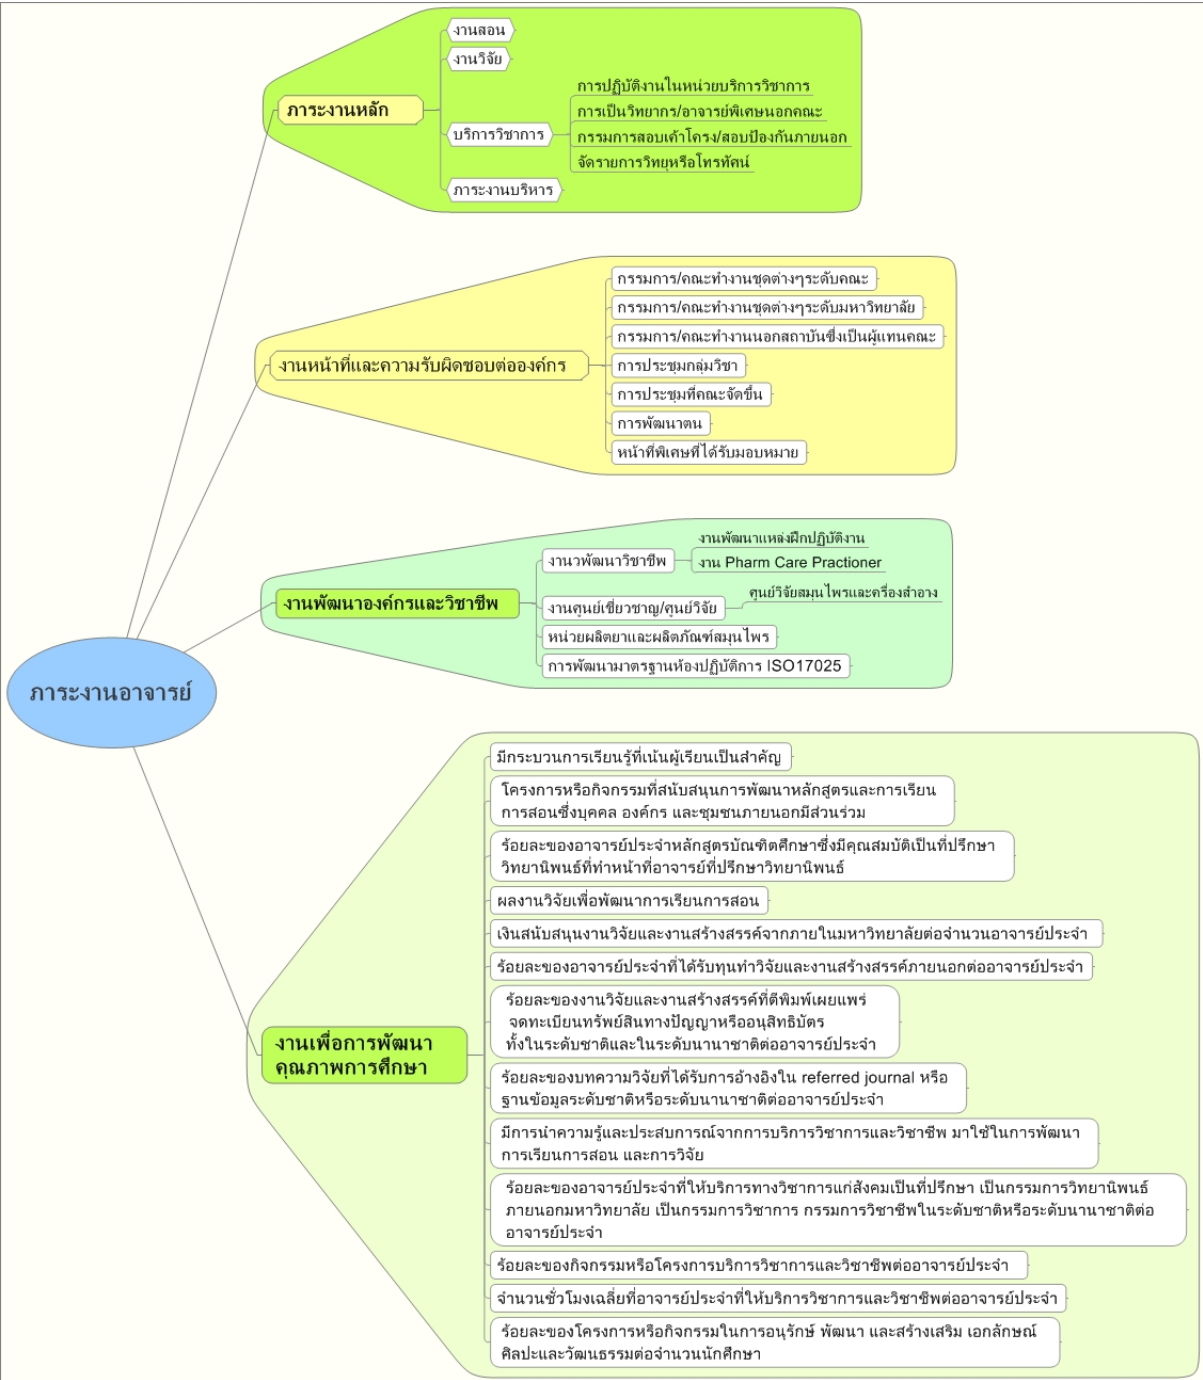 งานสอน
งานวิจัย
ภาระงานหลัก
บริการวิชาการ
การปฏิบัติงานในหน่วยบริการวิชาการ
การเป็นวิทยากร/อาจารย์พิเศษนอกคณะ
กรรมการสอบเค้าโครง/สอบป้องกันภายนอก
จัดรายการวิทยุหรือโทรทัศน์
ภาระงานบริหาร
งานหน้าที่และความรับผิดชอบต่อองค์กร
กรรมการ/คณะทำงานชุดต่างๆระดับคณะ
กรรมการ/คณะทำงานชุดต่างๆระดับมหาวิทยาลัย
กรรมการ/คณะทำงานนอกสถาบันซึ่งเป็นผู้แทนคณะ
การประชุมกลุ่มวิชา
การประชุมที่คณะจัดขึ้น
การพัฒนาตน
หน้าที่พิเศษที่ได้รับมอบหมาย
งานพัฒนาองค์กรและวิชาชีพ
งานวพัฒนาวิชาชีพ
งานพัฒนาแหล่งฝึกปฏิบัติงาน
งาน Pharm Care Practioner
งานศูนย์เชี่ยวชาญ/ศูนย์วิจัย
ศูนย์วิจัยสมุนไพรและครื่องสำอาง
หน่วยผลิตยาและผลิตภัณฑ์สมุนไพร
การพัฒนามาตรฐานห้องปฏิบัติการ ISO17025
ภาระงานอาจารย์
งานเพื่อการพัฒนา
คุณภาพการศึกษา
มีกระบวนการเรียนรู้ที่เน้นผู้เรียนเป็นสำคัญ
โครงการหรือกิจกรรมที่สนับสนุนการพัฒนาหลักสูตรและการเรียน
การสอนซึ่งบุคคล องค์กร และชุมชนภายนอกมีส่วนร่วม
ร้อยละของอาจารย์ประจำหลักสูตรบัณฑิตศึกษาซึ่งมีคุณสมบัติเป็นที่ปรึกษา
วิทยานิพนธ์ที่ทำหน้าที่อาจารย์ที่ปรึกษาวิทยานิพนธ์
ผลงานวิจัยเพื่อพัฒนาการเรียนการสอน
เงินสนับสนุนงานวิจัยและงานสร้างสรรค์จากภายในมหาวิทยาลัยต่อจำนวนอาจารย์ประจำ
ร้อยละของอาจารย์ประจำที่ได้รับทุนทำวิจัยและงานสร้างสรรค์ภายนอกต่ออาจารย์ประจำ
ร้อยละของงานวิจัยและงานสร้างสรรค์ที่ตีพิมพ์เผยแพร่
จดทะเบียนทรัพย์สินทางปัญญาหรืออนุสิทธิบัตร
ทั้งในระดับชาติและในระดับนานาชาติต่ออาจารย์ประจำ
ร้อยละของบทความวิจัยที่ได้รับการอ้างอิงใน referred journal หรือ
ฐานข้อมูลระดับชาติหรือระดับนานาชาติต่ออาจารย์ประจำ
มีการนำความรู้และประสบการณ์จากการบริการวิชาการและวิชาชีพ มาใช้ในการพัฒนา
การเรียนการสอน และการวิจัย
ร้อยละของอาจารย์ประจำที่ให้บริการทางวิชาการแก่สังคมเป็นที่ปรึกษา เป็นกรรมการวิทยานิพนธ์
ภายนอกมหาวิทยาลัย เป็นกรรมการวิชาการ กรรมการวิชาชีพในระดับชาติหรือระดับนานาชาติต่อ
อาจารย์ประจำ
ร้อยละของกิจกรรมหรือโครงการบริการวิชาการและวิชาชีพต่ออาจารย์ประจำ
จำนวนชั่วโมงเฉลี่ยที่อาจารย์ประจำที่ให้บริการวิชาการและวิชาชีพต่ออาจารย์ประจำ
ร้อยละของโครงการหรือกิจกรรมในการอนุรักษ์ พัฒนา และสร้างเสริม เอกลักษณ์
ศิลปะและวัฒนธรรมต่อจำนวนนักศึกษา